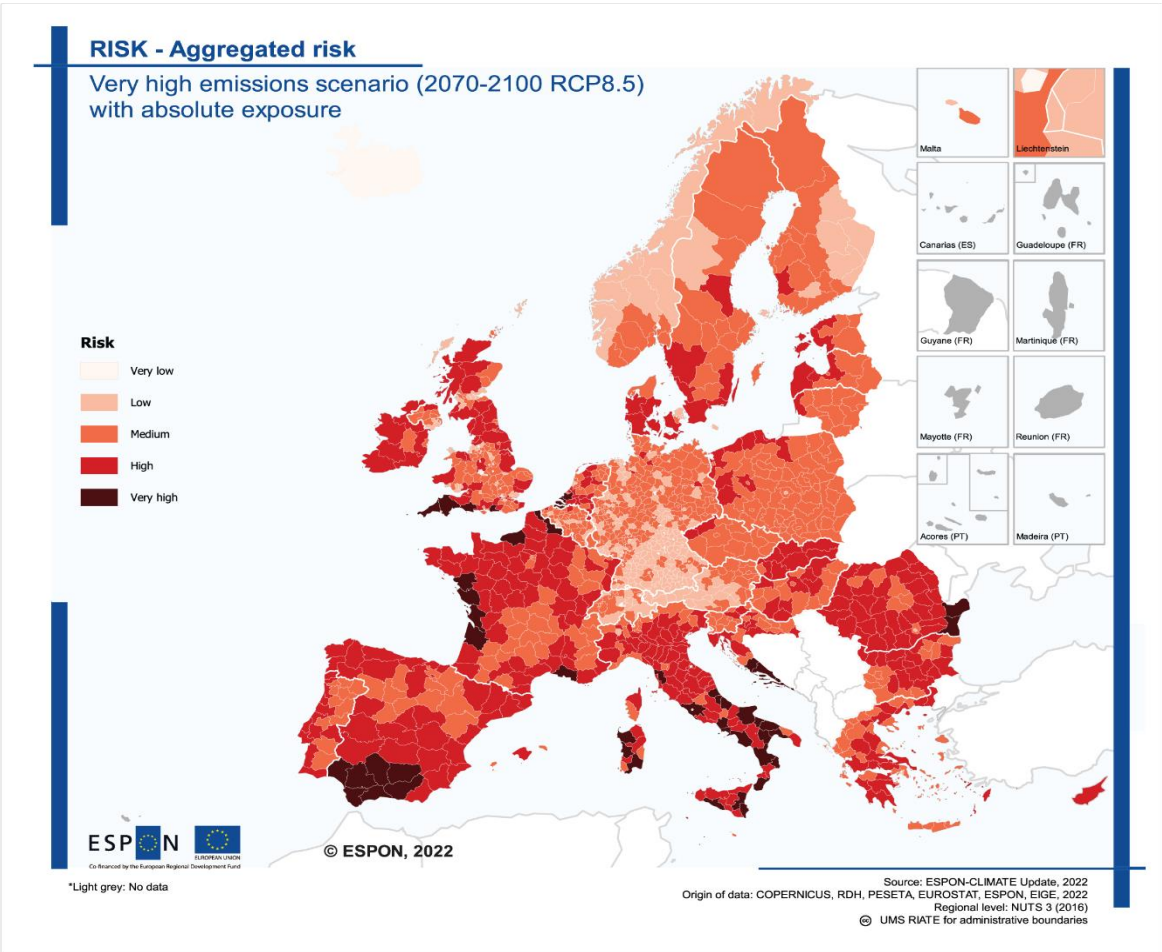 RISK - Aggregated risk
Very high emissions scenario (2070-2100 RCP8.5)
with absolute exposure
Malta
Liechtenstein
Canarias (ES)
Guadeloupe (FR)
Guyane (FR)
Martinique (FR)
Mayotte (FR)
Reunion (FR)
Acores (PT)
Madeira (PT)
Risk
Very low
Low
Medium
High
Very high
ESPON
EUROPEAN UNION
Co-financed by the European Regional Development Fund
© ESPON, 2022
*Light grey: No data
Source: ESPON-CLIMATE Update, 2022
Origin of data: COPERNICUS, RDH, PESETA, EUROSTAT, ESPON, EIGE, 2022
Regional level: NUTS 3 (2016)
cc UMS RIATE for administrative boundaries